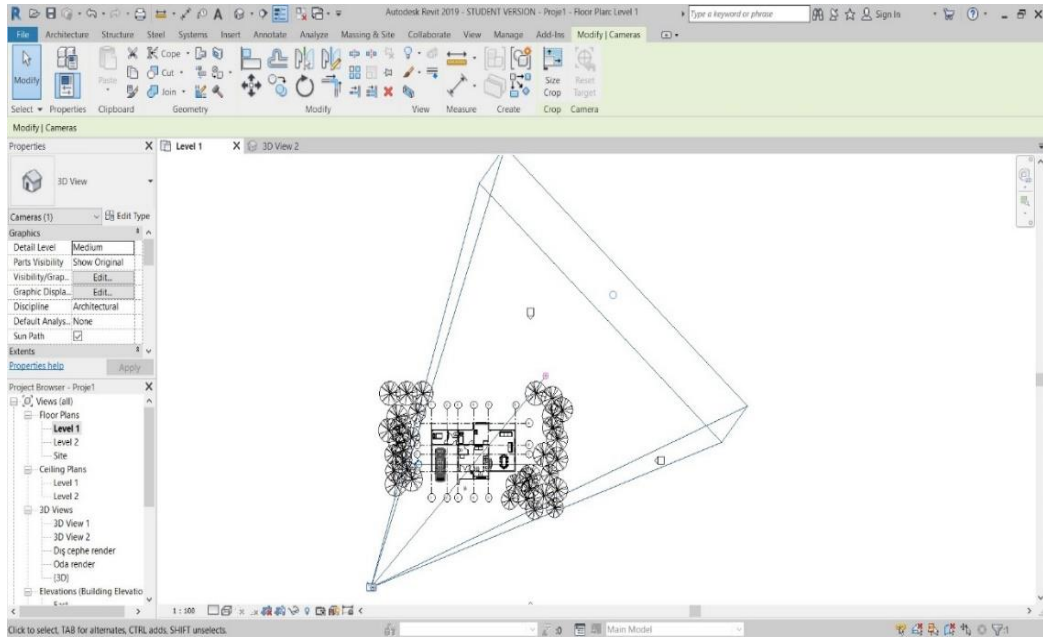 Autodesk Revit 2019 - STUDENT VERSION - Proje1 - Floor Plan: Level 1
Type a keyword or phrase
Sign In
File Architecture Structure Steel Systems Insert Annotate Analyze Massing & Site Collaborate View Manage Add-Ins Modify | Cameras
Modify
Paste
Cope
Cut
Join
Size Crop
Reset Target
Select Properties Clipboard Geometry Modify View Measure Create Crop Camera
Modify | Cameras
Properties X
Level 1 X 3D View 2
3D View
Cameras (1) Edit Type
Graphics
Detail Level Medium
Parts Visibility Show Original
Visibility/Grap... Edit...
Graphic Displa... Edit...
Discipline Architectural
Default Analys... None
Sun Path
Extents
Properties help Apply
Project Browser - Proje1 X
Views (all)
Floor Plans
Level 1
Level 2
Site
Ceiling Plans
Level 1
Level 2
3D Views
3D View 1
3D View 2
Dış cephe render
Oda render
{3D}
Elevations (Building Elevatio
East
1 : 100
Click to select, TAB for alternates, CTRL adds, SHIFT unselects.
:0
Main Model
:1